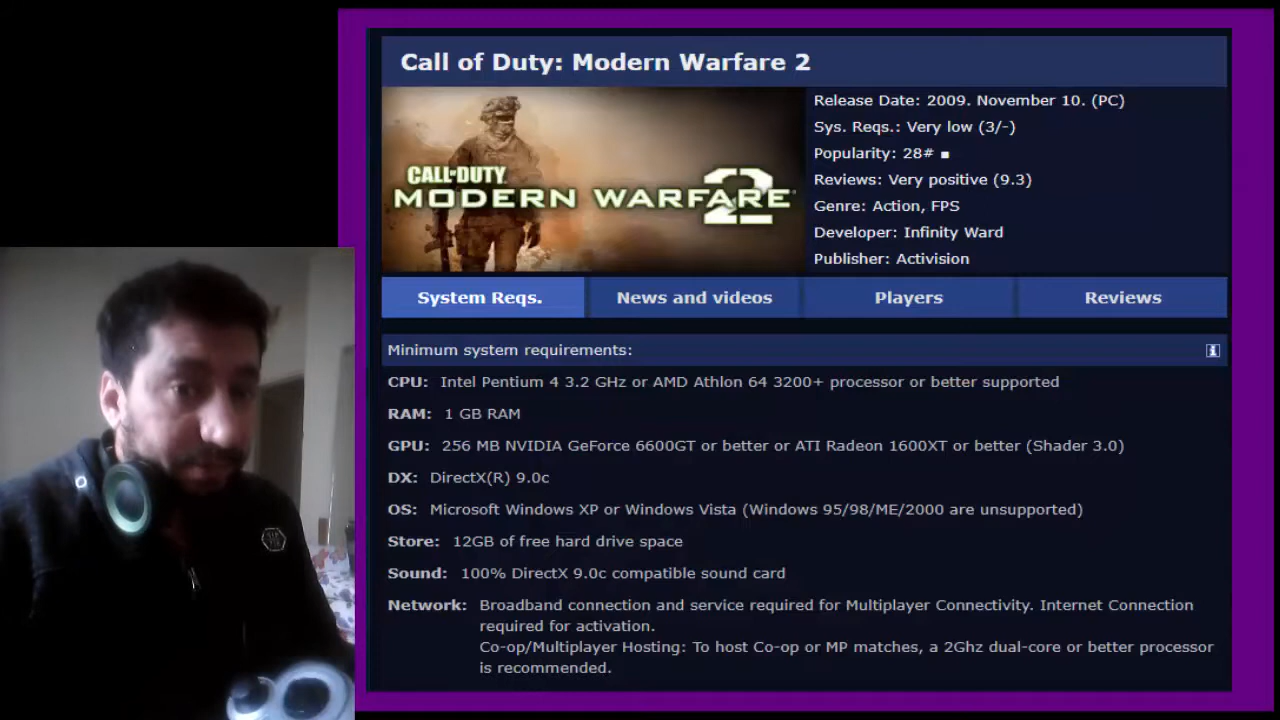 Call of Duty: Modern Warfare 2
CALL OF DUTY
MODERN WARFARE 2
Release Date: 2009. November 10. (PC)
Sys. Reqs.: Very low (3/-)
Popularity: 28# ■
Reviews: Very positive (9.3)
Genre: Action, FPS
Developer: Infinity Ward
Publisher: Activision
System Reqs.
News and videos
Players
Reviews
Minimum system requirements:
CPU: Intel Pentium 4 3.2 GHz or AMD Athlon 64 3200+ processor or better supported
RAM: 1 GB RAM
GPU: 256 MB NVIDIA GeForce 6600GT or better or ATI Radeon 1600XT or better (Shader 3.0)
DX: DirectX(R) 9.0c
OS: Microsoft Windows XP or Windows Vista (Windows 95/98/ME/2000 are unsupported)
Store: 12GB of free hard drive space
Sound: 100% DirectX 9.0c compatible sound card
Network: Broadband connection and service required for Multiplayer Connectivity. Internet Connection
required for activation.
Co-op/Multiplayer Hosting: To host Co-op or MP matches, a 2Ghz dual-core or better processor
is recommended.